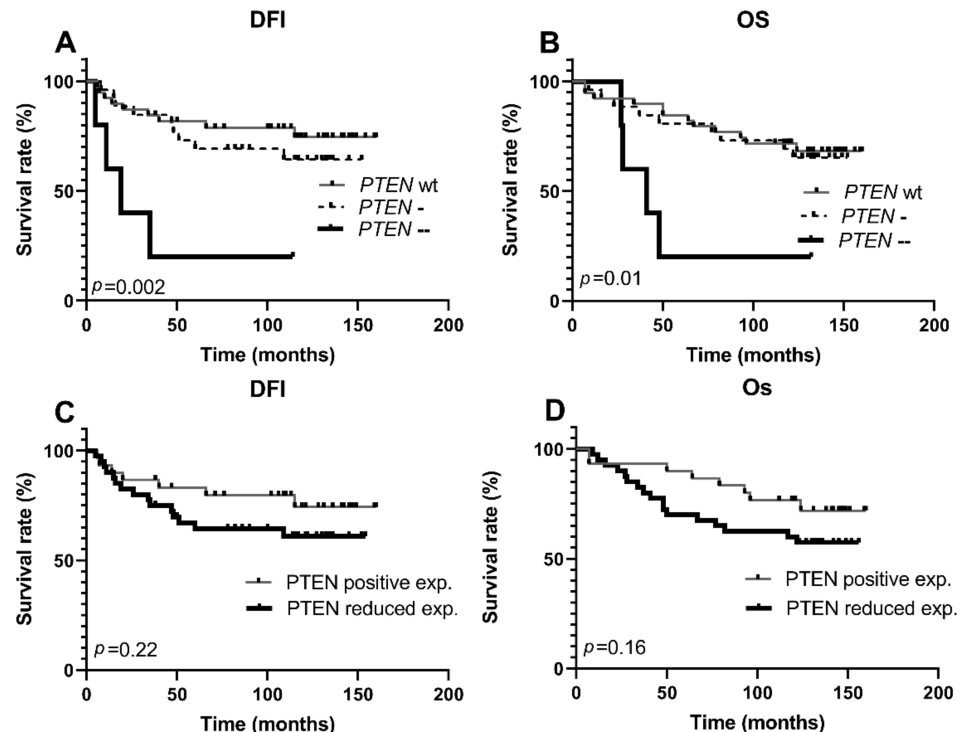 DFI
A
Survival rate (%)
100
50
0
PTEN wt
PTEN -
PTEN --
p=0.002
0 50 100 150 200
Time (months)
OS
B
Survival rate (%)
100
50
0
PTEN wt
PTEN -
PTEN --
p=0.01
0 50 100 150 200
Time (months)
DFI
C
Survival rate (%)
100
50
0
PTEN positive exp.
PTEN reduced exp.
p=0.22
0 50 100 150 200
Time (months)
Os
D
Survival rate (%)
100
50
0
PTEN positive exp.
PTEN reduced exp.
p=0.16
0 50 100 150 200
Time (months)